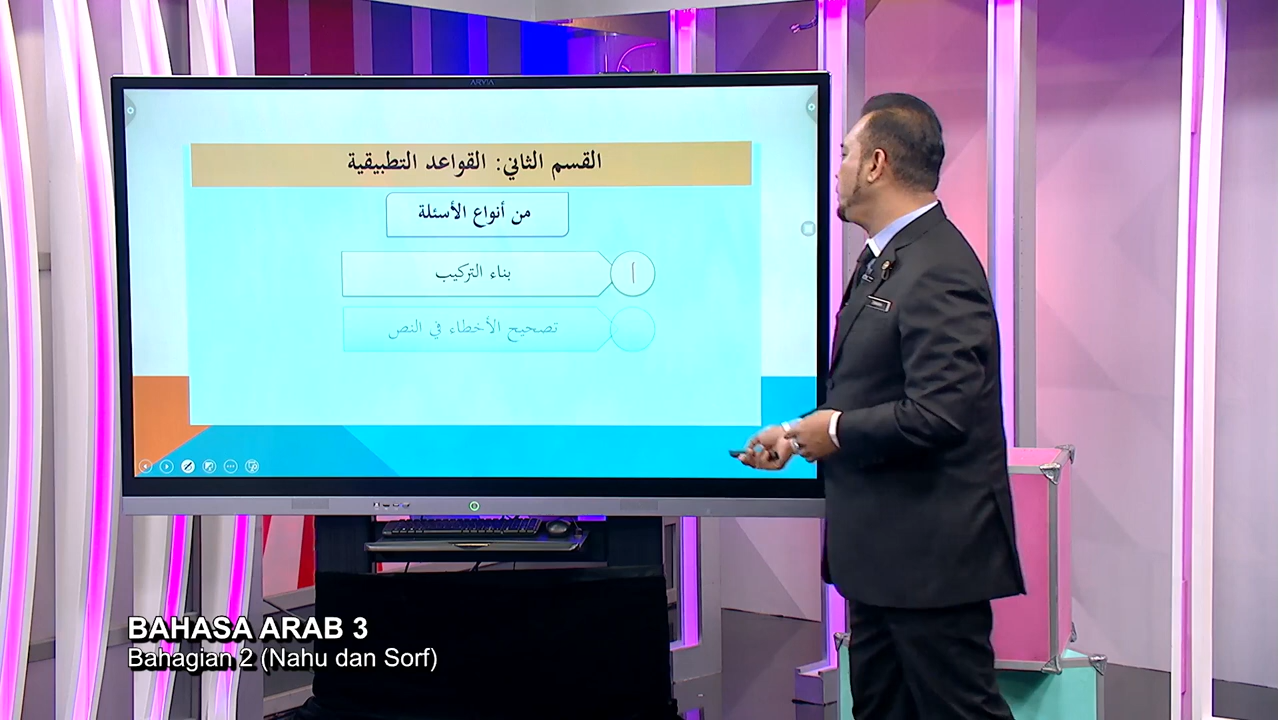 ARVIA
القسم الثاني: القواعد التطبيقية
من أنواع الأسئلة
أ
بناء التركيب
تصحيح الأخطاء في النص
BAHASA ARAB 3
Bahagian 2 (Nahu dan Sorf)